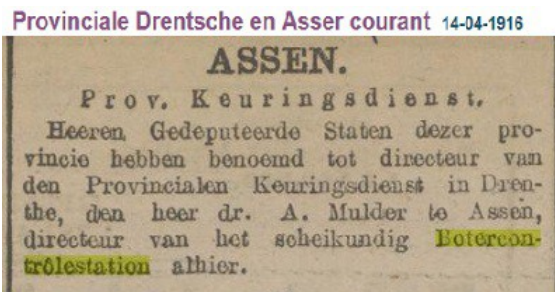 Provinciale Drentsche en Asser courant 14-04-1916
ASSEN.
Prov. Keuringsdienst.
Heeren Gedeputeerde Staten dezer pro-
vincie hebben benoemd tot directeur van
den Provincialen Keuringsdienst in Dren-
the, den heer dr. A. Mulder te Assen,
directeur van het scheikundig Botercon-
trôlestation alhier.